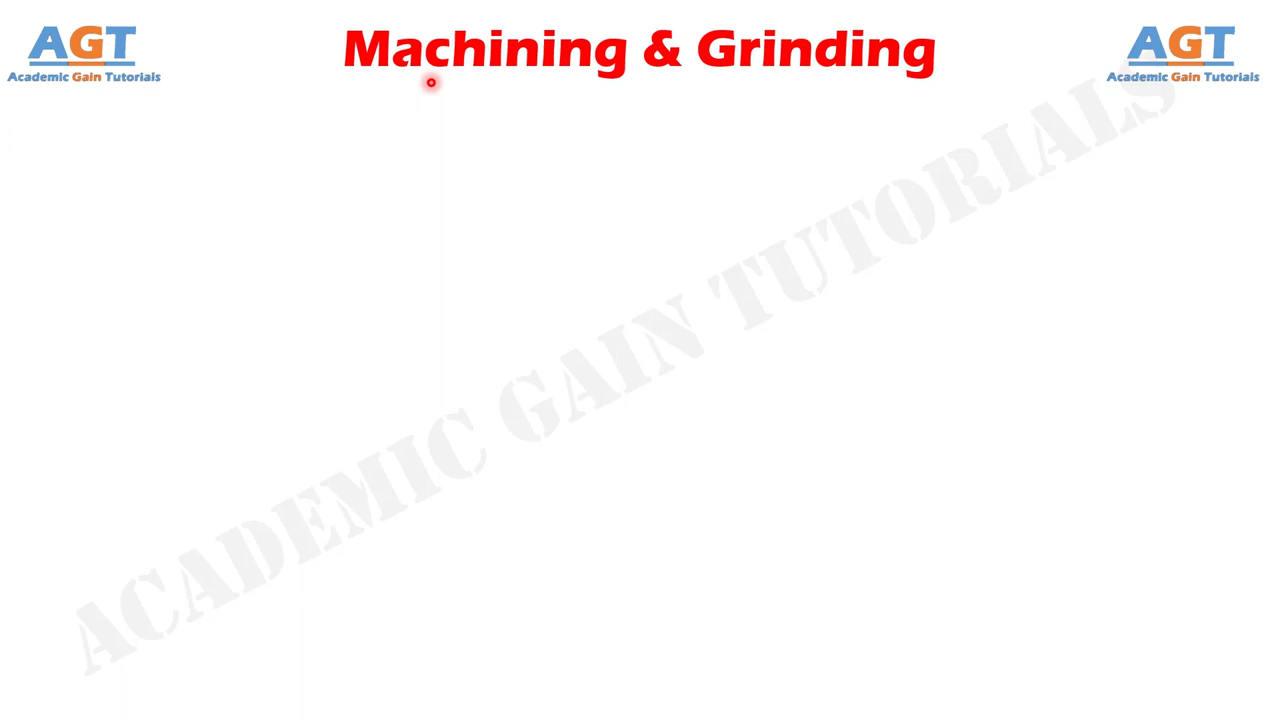 AGT
Academic Gain Tutorials
Machining & Grinding
AGT
Academic Gain Tutorials
ACADEMIC GAIN TUTORIALS